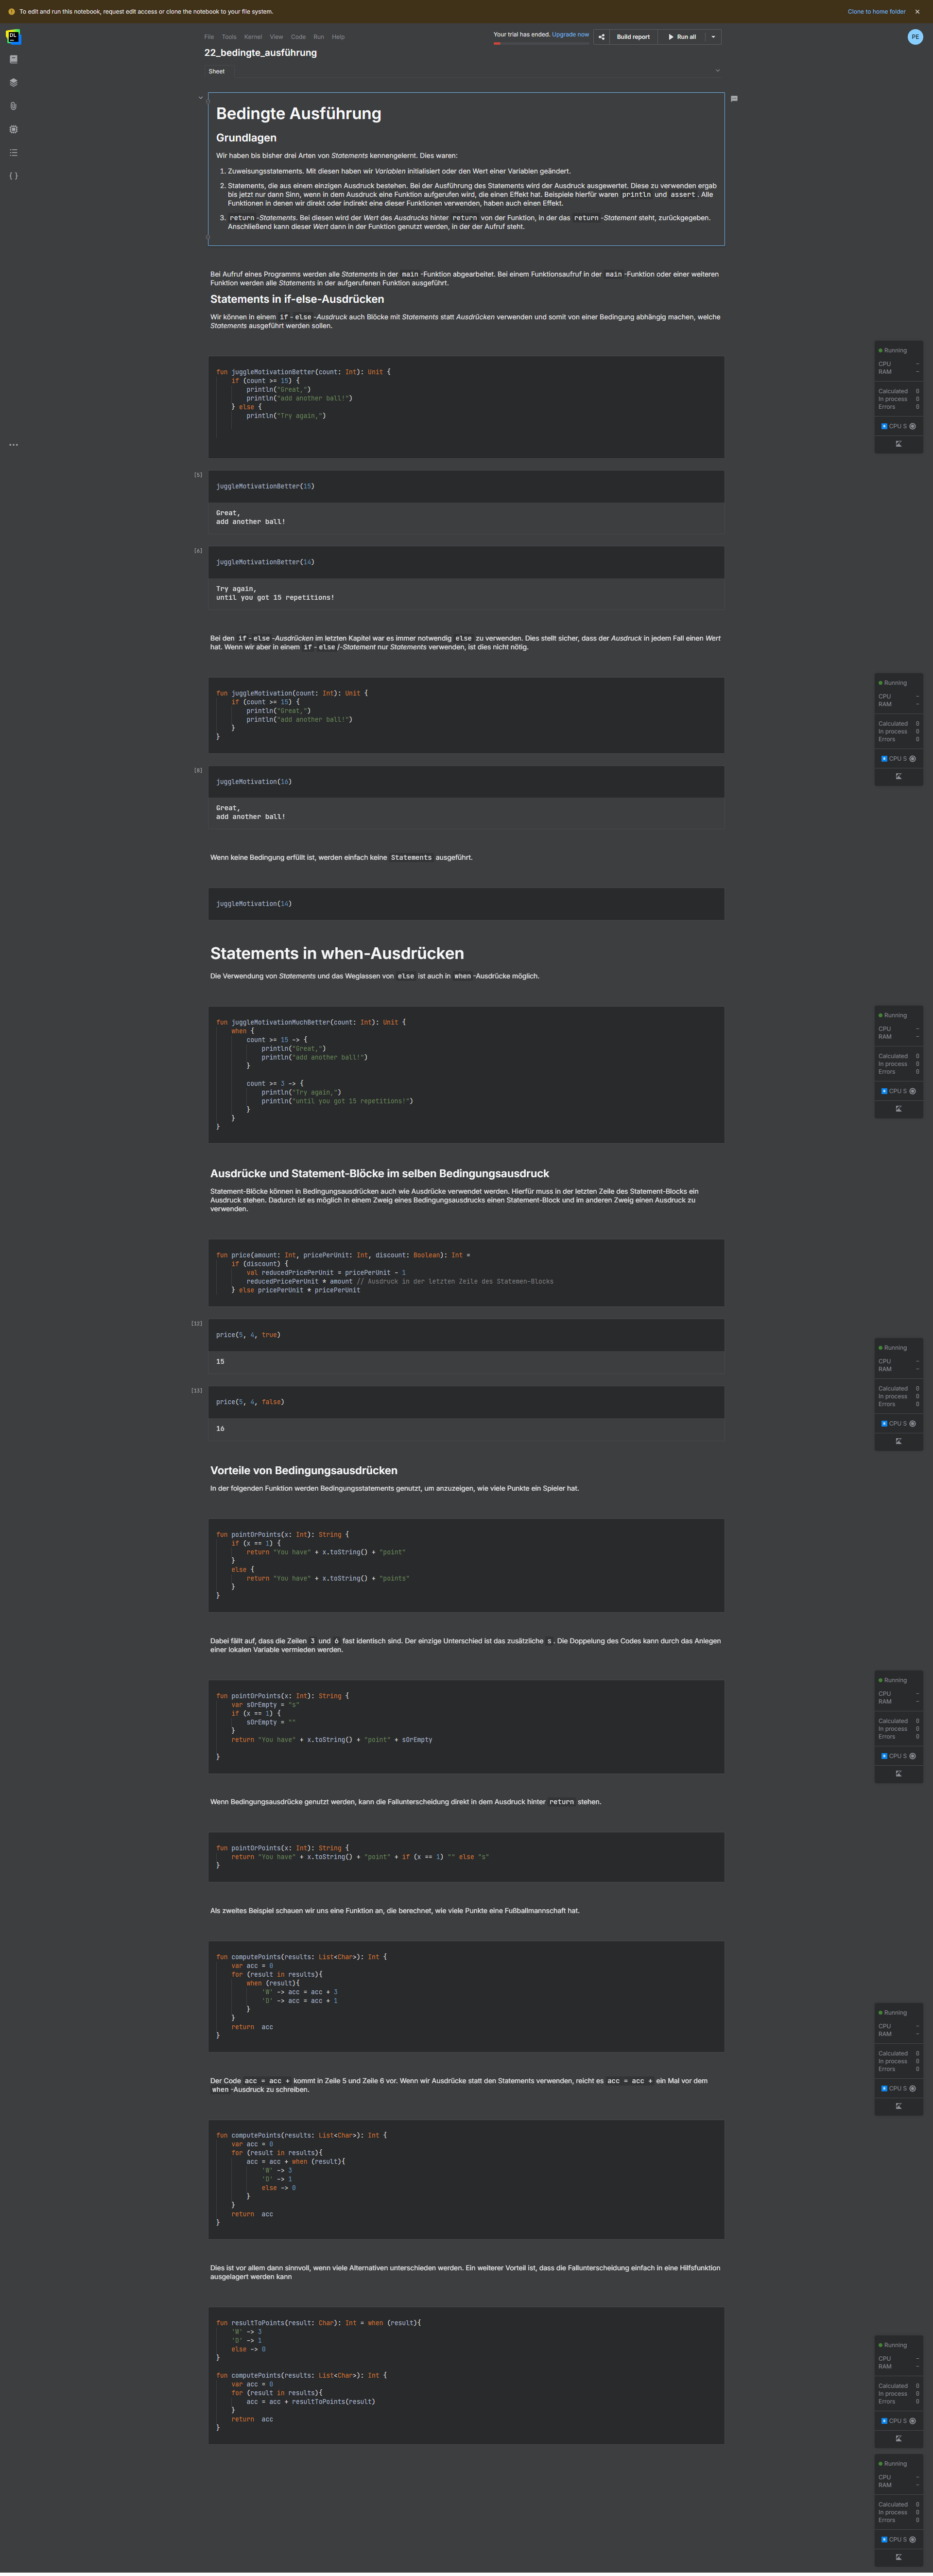 To edit and run this notebook, request edit access or clone the notebook to your file system.
Clone to home folder
File Tools Kernel View Code Run Help
22_bedingte_ausführung
Your trial has ended. Upgrade now
Build report
Run all
PE
Sheet
Bedingte Ausführung
Grundlagen
Wir haben bis bisher drei Arten von Statements kennengelernt. Dies waren:
1. Zuweisungsstatements. Mit diesen haben wir Variablen initialisiert oder den Wert einer Variablen geändert.
2. Statements, die aus einem einzigen Ausdruck bestehen. Bei der Ausführung des Statements wird der Ausdruck ausgewertet. Diese zu verwenden ergab
bis jetzt nur dann Sinn, wenn in dem Ausdruck eine Funktion aufgerufen wird, die einen Effekt hat. Beispiele hierfür waren println und assert. Alle
Funktionen in denen wir direkt oder indirekt eine dieser Funktionen verwenden, haben auch einen Effekt.
3. return -Statements. Bei diesen wird der Wert des Ausdrucks hinter return von der Funktion, in der das return -Statement steht, zurückgegeben.
Anschließend kann dieser Wert dann in der Funktion genutzt werden, in der der Aufruf steht.
Bei Aufruf eines Programms werden alle Statements in der main -Funktion abgearbeitet. Bei einem Funktionsaufruf in der main -Funktion oder einer weiteren
Funktion werden alle Statements in der aufgerufenen Funktion ausgeführt.
Statements in if-else-Ausdrücken
Wir können in einem if - else -Ausdruck auch Blöcke mit Statements statt Ausdrücken verwenden und somit von einer Bedingung abhängig machen, welche
Statements ausgeführt werden sollen.
fun juggleMotivationBetter(count: Int): Unit {
if (count >= 15) {
println("Great,")
println("add another ball!")
} else {
println("Try again,")
Running
CPU -
RAM -
Calculated 0
In process 0
Errors 0
CPU S
[5]
juggleMotivationBetter(15)
Great,
add another ball!
[6]
juggleMotivationBetter(14)
Try again,
until you got 15 repetitions!
Bei den if - else -Ausdrücken im letzten Kapitel war es immer notwendig else zu verwenden. Dies stellt sicher, dass der Ausdruck in jedem Fall einen Wert
hat. Wenn wir aber in einem if - else /-Statement nur Statements verwenden, ist dies nicht nötig.
fun juggleMotivation(count: Int): Unit {
if (count >= 15) {
println("Great,")
println("add another ball!")
}
}
Running
CPU -
RAM -
Calculated 0
In process 0
Errors 0
CPU S
[8]
juggleMotivation(16)
Great,
add another ball!
Wenn keine Bedingung erfüllt ist, werden einfach keine Statements ausgeführt.
juggleMotivation(14)
Statements in when-Ausdrücken
Die Verwendung von Statements und das Weglassen von else ist auch in when -Ausdrücke möglich.
fun juggleMotivationMuchBetter(count: Int): Unit {
when {
count >= 15 -> {
println("Great,")
println("add another ball!")
}
count >= 3 -> {
println("Try again,")
println("until you got 15 repetitions!")
}
}
}
Running
CPU -
RAM -
Calculated 0
In process 0
Errors 0
CPU S
Ausdrücke und Statement-Blöcke im selben Bedingungsausdruck
Statement-Blöcke können in Bedingungsausdrücken auch wie Ausdrücke verwendet werden. Hierfür muss in der letzten Zeile des Statement-Blocks ein
Ausdruck stehen. Dadurch ist es möglich in einem Zweig eines Bedingungsausdrucks einen Statement-Block und im anderen Zweig einen Ausdruck zu
verwenden.
fun price(amount: Int, pricePerUnit: Int, discount: Boolean): Int =
if (discount) {
val reducedPricePerUnit = pricePerUnit - 1
reducedPricePerUnit * amount // Ausdruck in der letzten Zeile des Statemen-Blocks
} else pricePerUnit * pricePerUnit
[12]
price(5, 4, true)
15
[13]
price(5, 4, false)
16
Running
CPU -
RAM -
Calculated 0
In process 0
Errors 0
CPU S
Vorteile von Bedingungsausdrücken
In der folgenden Funktion werden Bedingungsstatements genutzt, um anzuzeigen, wie viele Punkte ein Spieler hat.
fun pointOrPoints(x: Int): String {
if (x == 1) {
return "You have" + x.toString() + "point"
}
else {
return "You have" + x.toString() + "points"
}
}
Dabei fällt auf, dass die Zeilen 3 und 6 fast identisch sind. Der einzige Unterschied ist das zusätzliche s. Die Doppelung des Codes kann durch das Anlegen
einer lokalen Variable vermieden werden.
fun pointOrPoints(x: Int): String {
var sOrEmpty = "s"
if (x == 1) {
sOrEmpty = ""
}
return "You have" + x.toString() + "point" + sOrEmpty
}
Running
CPU -
RAM -
Calculated 0
In process 0
Errors 0
CPU S
Wenn Bedingungsausdrücke genutzt werden, kann die Fallunterscheidung direkt in dem Ausdruck hinter return stehen.
fun pointOrPoints(x: Int): String {
return "You have" + x.toString() + "point" + if (x == 1) "" else "s"
}
Als zweites Beispiel schauen wir uns eine Funktion an, die berechnet, wie viele Punkte eine Fußballmannschaft hat.
fun computePoints(results: List<Char>): Int {
var acc = 0
for (result in results){
when (result){
'W' -> acc = acc + 3
'D' -> acc = acc + 1
}
}
return acc
}
Running
CPU -
RAM -
Calculated 0
In process 0
Errors 0
CPU S
Der Code acc = acc + kommt in Zeile 5 und Zeile 6 vor. Wenn wir Ausdrücke statt den Statements verwenden, reicht es acc = acc + ein Mal vor dem
when -Ausdruck zu schreiben.
fun computePoints(results: List<Char>): Int {
var acc = 0
for (result in results){
acc = acc + when (result){
'W' -> 3
'D' -> 1
else -> 0
}
}
return acc
}
Dies ist vor allem dann sinnvoll, wenn viele Alternativen unterschieden werden. Ein weiterer Vorteil ist, dass die Fallunterscheidung einfach in eine Hilfsfunktion
ausgelagert werden kann
fun resultToPoints(result: Char): Int = when (result){
'W' -> 3
'D' -> 1
else -> 0
}
fun computePoints(results: List<Char>): Int {
var acc = 0
for (result in results){
acc = acc + resultToPoints(result)
}
return acc
}
Running
CPU -
RAM -
Calculated 0
In process 0
Errors 0
CPU S
Running
CPU -
RAM -
Calculated 0
In process 0
Errors 0
CPU S